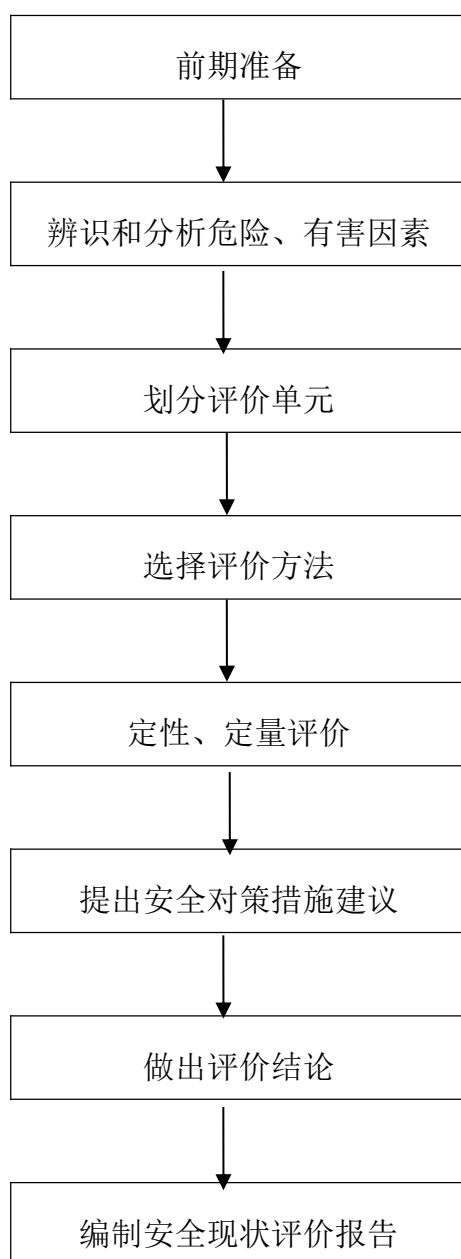 前期准备
辨识和分析危险、有害因素
划分评价单元
选择评价方法
定性、定量评价
提出安全对策措施建议
做出评价结论
编制安全现状评价报告